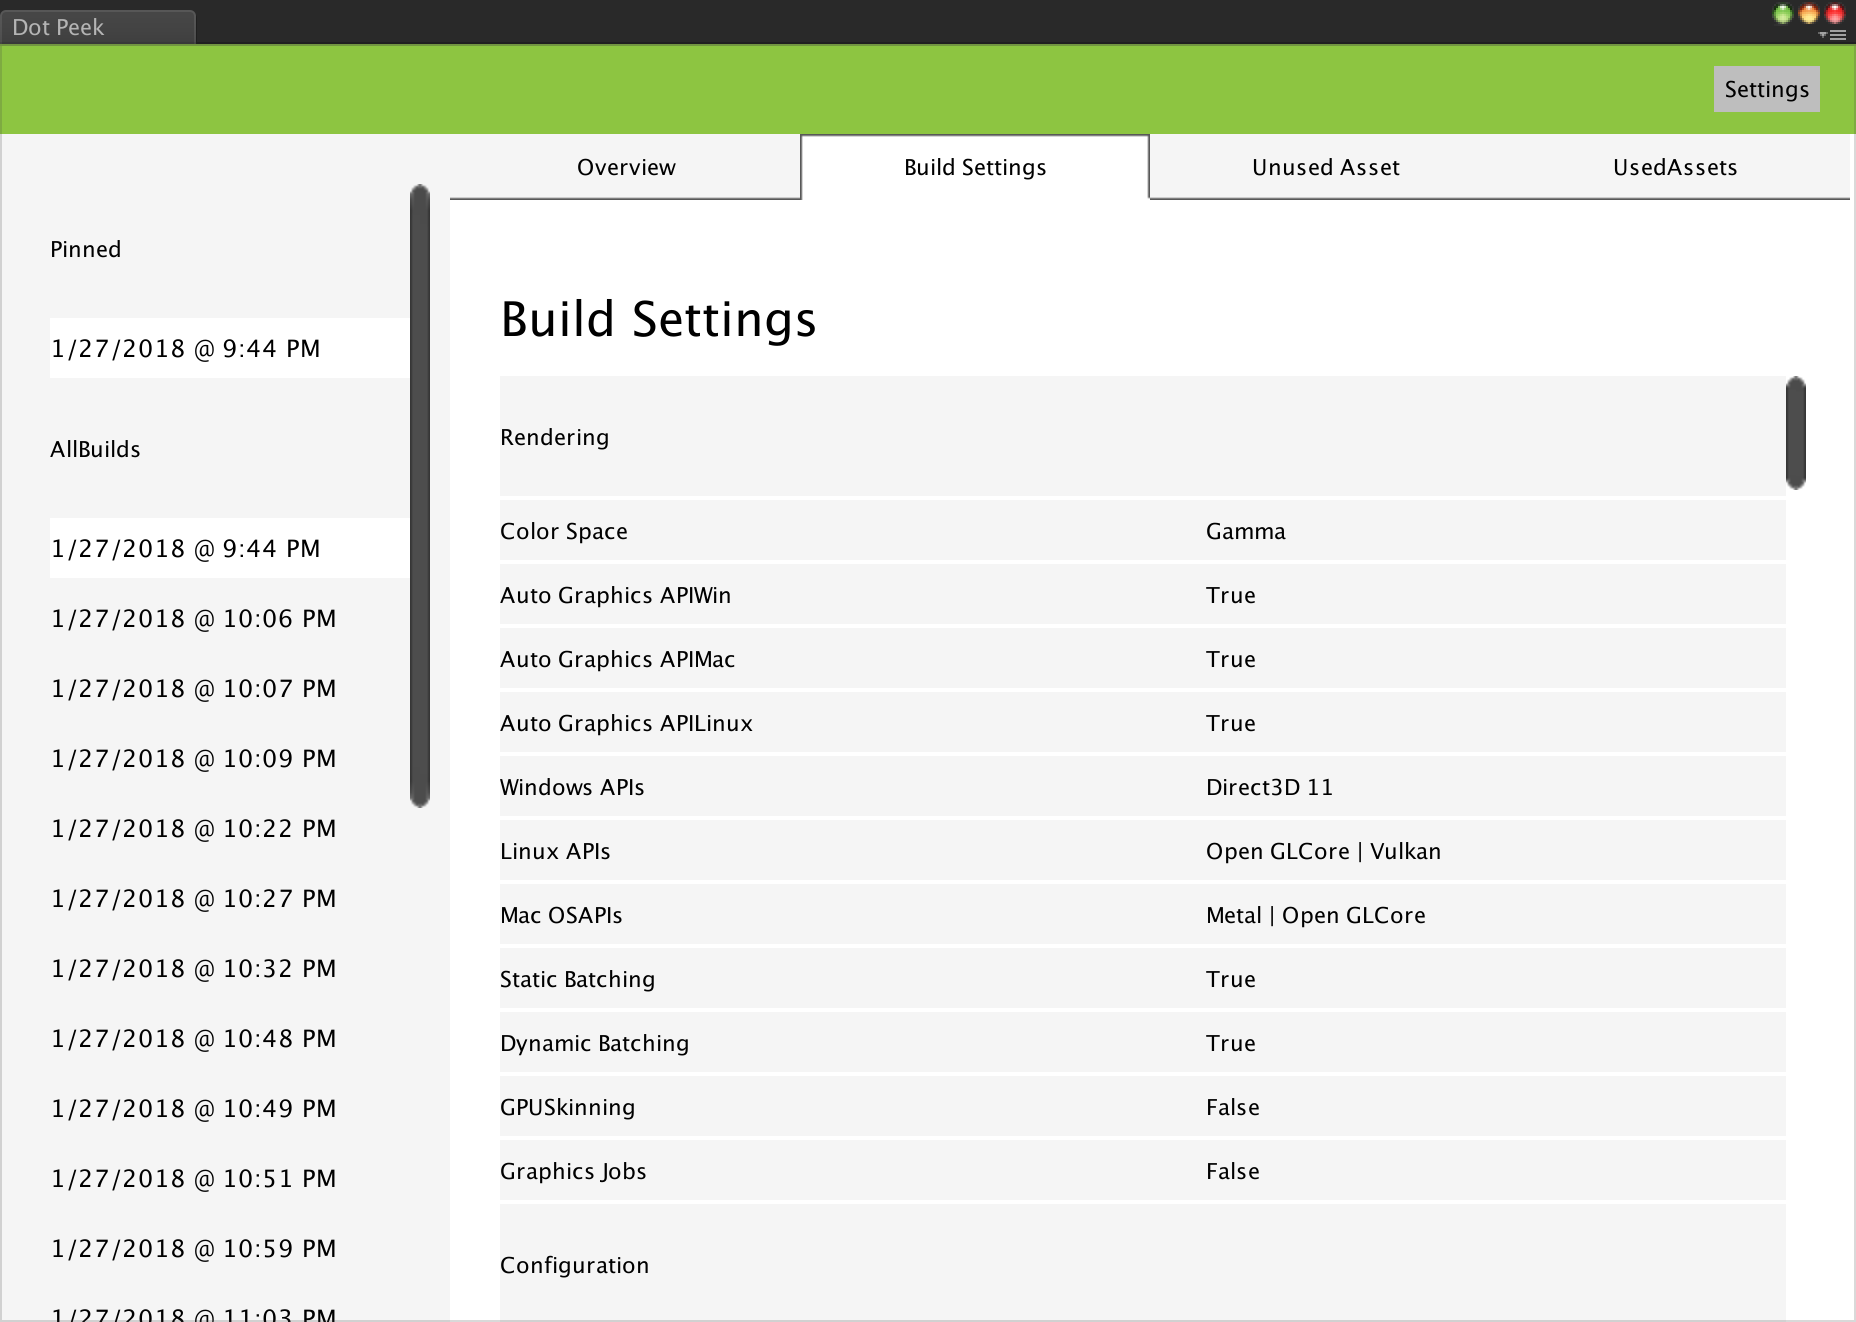 Dot Peek
Settings
Overview
Build Settings
Unused Asset
UsedAssets
Pinned
1/27/2018 @ 9:44 PM
AllBuilds
1/27/2018 @ 9:44 PM
1/27/2018 @ 10:06 PM
1/27/2018 @ 10:07 PM
1/27/2018 @ 10:09 PM
1/27/2018 @ 10:22 PM
1/27/2018 @ 10:27 PM
1/27/2018 @ 10:32 PM
1/27/2018 @ 10:48 PM
1/27/2018 @ 10:49 PM
1/27/2018 @ 10:51 PM
1/27/2018 @ 10:59 PM
1/27/2018 @ 11:03 PM
Build Settings
Rendering
Color Space Gamma
Auto Graphics APIWin True
Auto Graphics APIMac True
Auto Graphics APILinux True
Windows APIs Direct3D 11
Linux APIs Open GLCore | Vulkan
Mac OSAPIs Metal | Open GLCore
Static Batching True
Dynamic Batching True
GPUSkinning False
Graphics Jobs False
Configuration